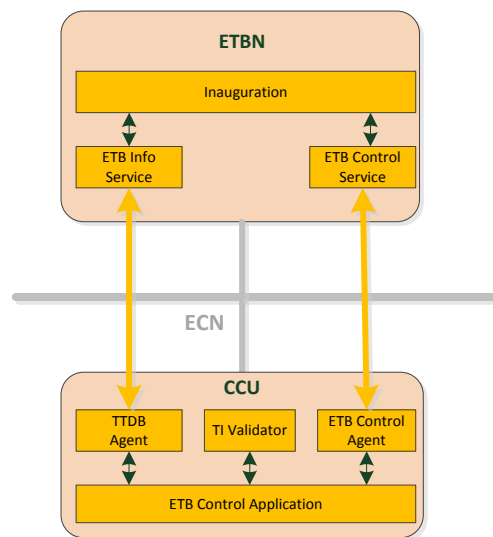 ETBN
Inauguration
ETB Info
Service
ETB Control
Service
ECN
CCU
TTDB
Agent
TI Validator
ETB Control
Agent
ETB Control Application